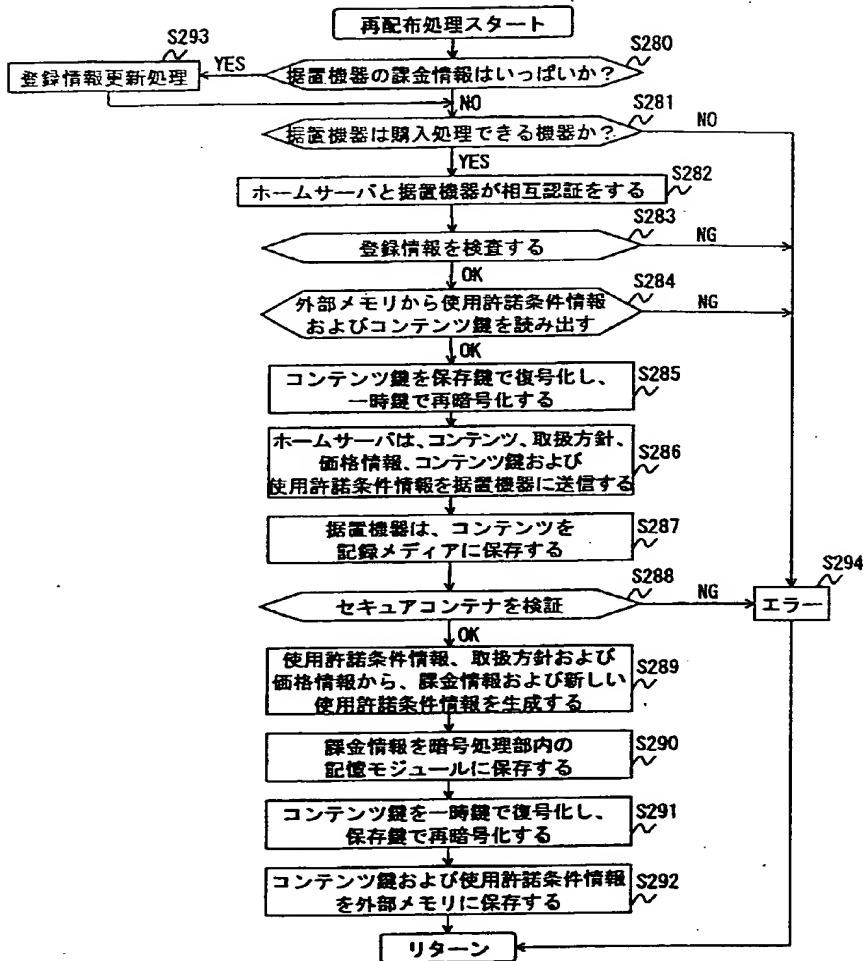 再配布処理スタート
S293
S280
登録情報更新処理
YES
据置機器の課金情報はいっぱいか？
NO
S281
据置機器は購入処理できる機器か？
NO
YES
S282
ホームサーバと据置機器が相互認証をする
S283
登録情報を検査する
NG
OK
S284
外部メモリから使用許諾条件情報
およびコンテンツ鍵を読み出す
NG
OK
コンテンツ鍵を保存鍵で復号化し、
一時鍵で再暗号化する
S285
ホームサーバは、コンテンツ、取扱方針、
価格情報、コンテンツ鍵および
使用許諾条件情報を据置機器に送信する
S286
据置機器は、コンテンツを
記録メディアに保存する
S287
S288
セキュアコンテナを検証
NG
S294
エラー
OK
使用許諾条件情報、取扱方針および
価格情報から、課金情報および新しい
使用許諾条件情報を生成する
S289
課金情報を暗号処理部内の
記憶モジュールに保存する
S290
コンテンツ鍵を一時鍵で復号化し、
保存鍵で再暗号化する
S291
コンテンツ鍵および使用許諾条件情報
を外部メモリに保存する
S292
リターン